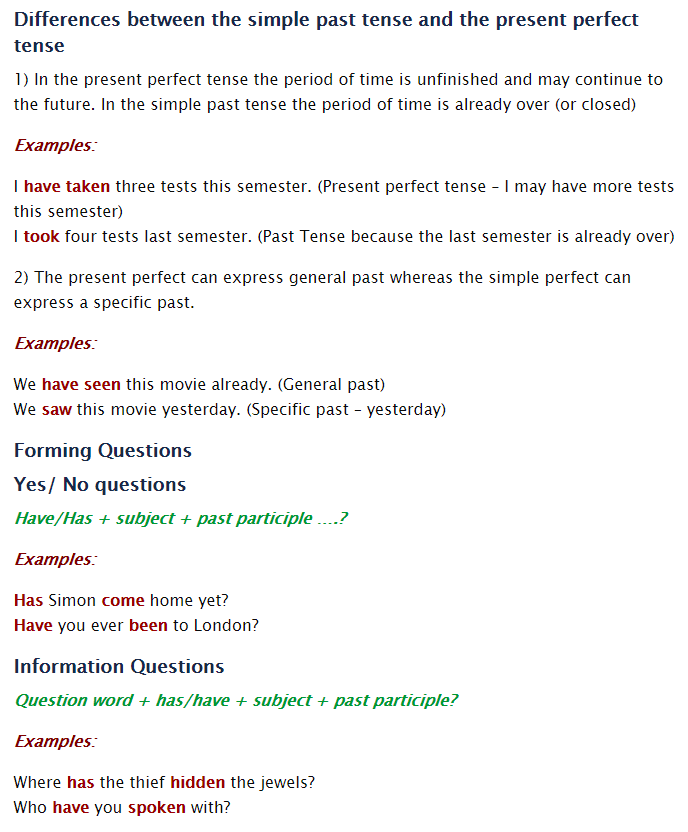 Differences between the simple past tense and the present perfect
tense
1) In the present perfect tense the period of time is unfinished and may continue to
the future. In the simple past tense the period of time is already over (or closed)
Examples:
I have taken three tests this semester. (Present perfect tense – I may have more tests
this semester)
I took four tests last semester. (Past Tense because the last semester is already over)
2) The present perfect can express general past whereas the simple perfect can
express a specific past.
Examples:
We have seen this movie already. (General past)
We saw this movie yesterday. (Specific past – yesterday)
Forming Questions
Yes/ No questions
Have/Has + subject + past participle ….?
Examples:
Has Simon come home yet?
Have you ever been to London?
Information Questions
Question word + has/have + subject + past participle?
Examples:
Where has the thief hidden the jewels?
Who have you spoken with?